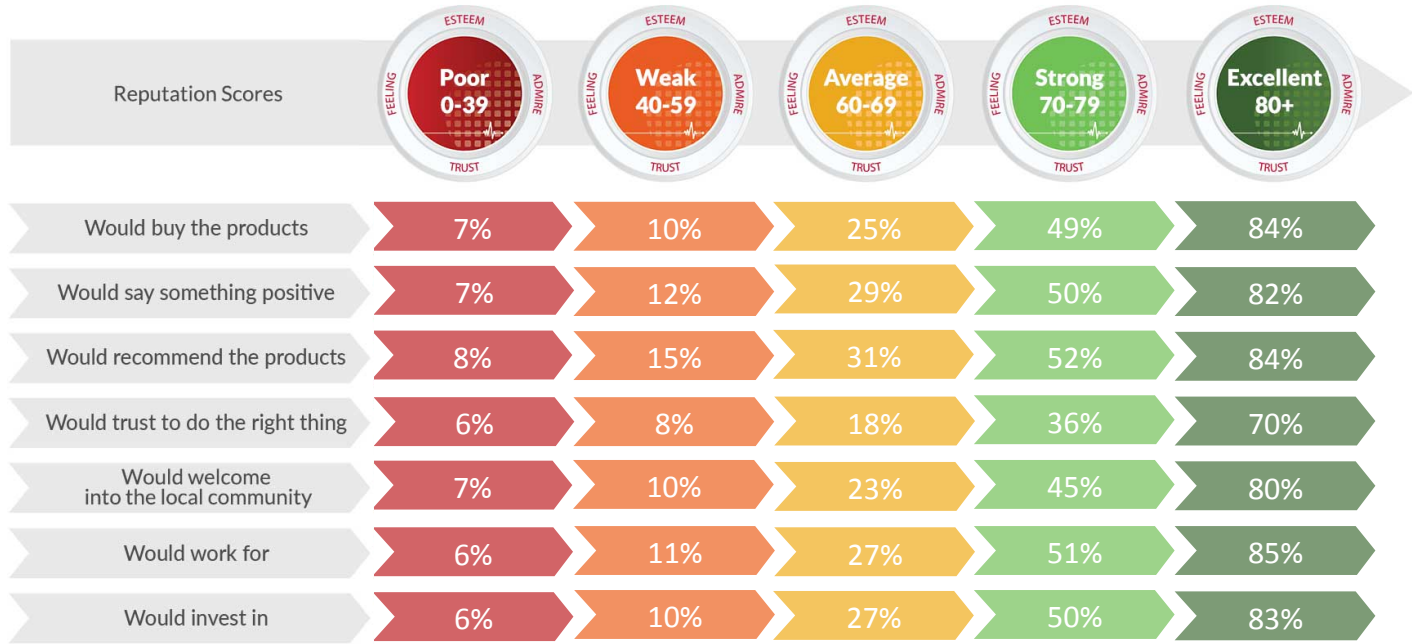 ESTEEM
FEELING
ADMIRE
TRUST
Poor
0-39
ESTEEM
FEELING
ADMIRE
TRUST
Weak
40-59
ESTEEM
FEELING
ADMIRE
TRUST
Average
60-69
ESTEEM
FEELING
ADMIRE
TRUST
Strong
70-79
ESTEEM
FEELING
ADMIRE
TRUST
Excellent
80+
Reputation Scores
Would buy the products 7% 10% 25% 49% 84%
Would say something positive 7% 12% 29% 50% 82%
Would recommend the products 8% 15% 31% 52% 84%
Would trust to do the right thing 6% 8% 18% 36% 70%
Would welcome
into the local community 7% 10% 23% 45% 80%
Would work for 6% 11% 27% 51% 85%
Would invest in 6% 10% 27% 50% 83%